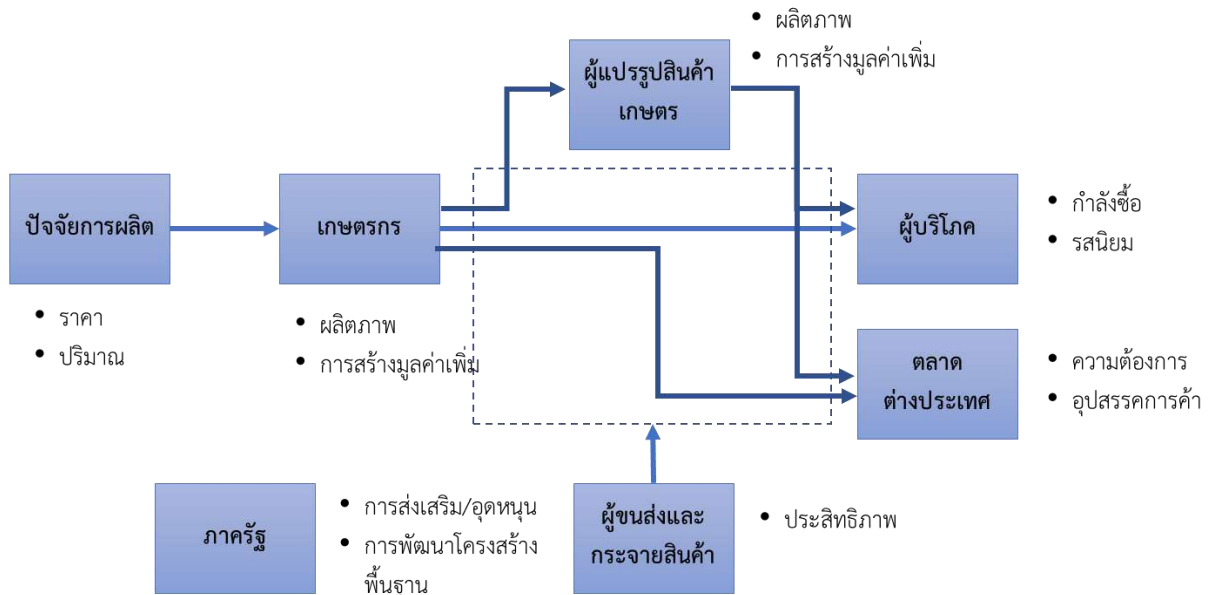 • ผลิตภาพ
• การสร้างมูลค่าเพิ่ม
ผู้แปรรูปสินค้า
เกษตร
ปัจจัยการผลิต
• ราคา
• ปริมาณ
เกษตรกร
• ผลิตภาพ
• การสร้างมูลค่าเพิ่ม
ผู้บริโภค
• กำลังซื้อ
• รสนิยม
ตลาด
ต่างประเทศ
• ความต้องการ
• อุปสรรคการค้า
ภาครัฐ
• การส่งเสริม/อุดหนุน
• การพัฒนาโครงสร้าง
พื้นฐาน
ผู้ขนส่งและ
กระจายสินค้า
• ประสิทธิภาพ